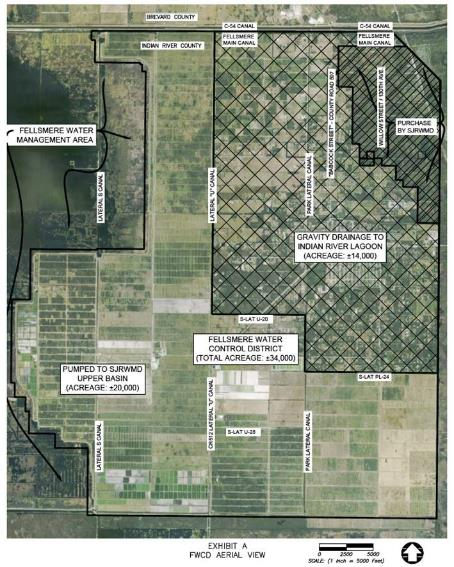 BREVARD COUNTY
C-54 CANAL
C-54 CANAL
INDIAN RIVER COUNTY
FELLSMERE
MAIN CANAL
FELLSMERE
MAIN CANAL
"BABCOCK STREET" - COUNTY ROAD 507
WILLOW STREET / 130TH AVE
PURCHASE
BY SJRWMD
FELLSMERE WATER
MANAGEMENT AREA
LATERAL S CANAL
LATERAL "U" CANAL
PARK LATERAL CANAL
GRAVITY DRAINAGE TO
INDIAN RIVER LAGOON
(ACREAGE: ±14,000)
S-LAT U-20
FELLSMERE WATER
CONTROL DISTRICT
(TOTAL ACREAGE: ±34,000)
PUMPED TO SJRWMD
UPPER BASIN
(ACREAGE: ±20,000)
S-LAT PL-24
LATERAL S CANAL
CR512 LATERAL "U" CANAL
S-LAT U-28
PARK LATERAL CANAL
EXHIBIT A
FWCD AERIAL VIEW
0 2500 5000
SCALE: (1 inch = 5000 feet)